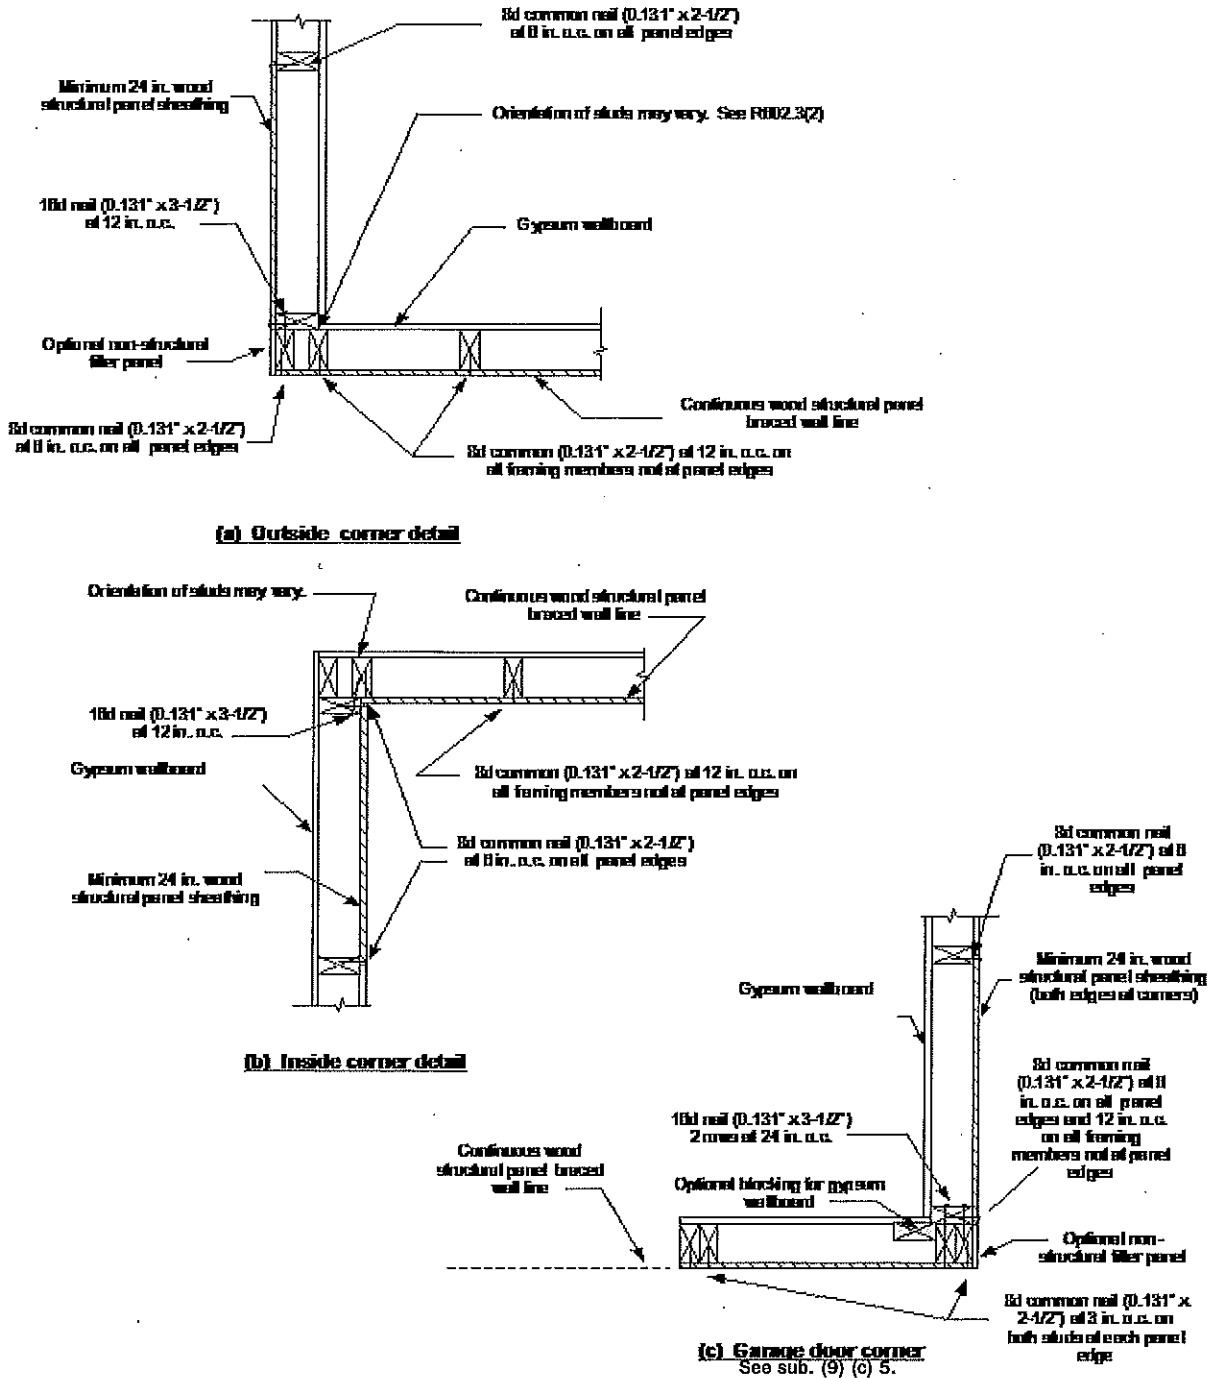 8d common nail (0.131" x 2-1/2")
at 6 in. o.c. on all panel edges
Minimum 24 in. wood
structural panel sheathing
Orientation of studs may vary. See R602.3(2)
16d nail (0.131" x 3-1/2")
at 12 in. o.c.
Gypsum wallboard
Optional non-structural
filler panel
Continuous wood structural panel
braced wall line
8d common nail (0.131" x 2-1/2")
at 6 in. o.c. on all panel edges
8d common (0.131" x 2-1/2") at 12 in. o.c. on
all framing members not at panel edges
(a) Outside corner detail
Orientation of studs may vary.
Continuous wood structural panel
braced wall line
16d nail (0.131" x 3-1/2")
at 12 in. o.c.
Gypsum wallboard
8d common (0.131" x 2-1/2") at 12 in. o.c. on
all framing members not at panel edges
8d common nail (0.131" x 2-1/2")
at 6 in. o.c. on all panel edges
Minimum 24 in. wood
structural panel sheathing
(b) Inside corner detail
8d common nail
(0.131" x 2-1/2") at 6
in. o.c. on all panel
edges
Gypsum wallboard
Minimum 24 in. wood
structural panel sheathing
(both edges at corners)
8d common nail
(0.131" x 2-1/2") at 6
in. o.c. on all panel
edges and 12 in. o.c.
on all framing
members not at panel
edges
16d nail (0.131" x 3-1/2")
2 rows at 24 in. o.c.
Continuous wood
structural panel braced
wall line
Optional blocking for gypsum
wallboard
Optional non-
structural filler panel
8d common nail (0.131" x
2-1/2") at 3 in. o.c. on
both studs at each panel
edge
(c) Garage door corner
See sub. (9) (c) 5.